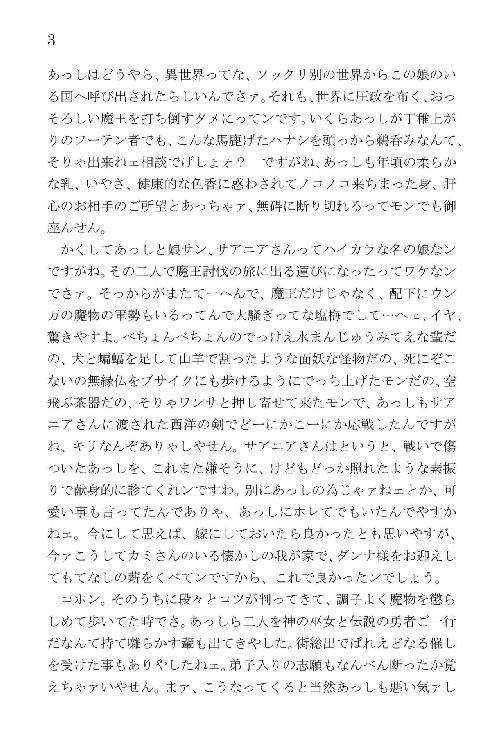 3
あっしはどうやら、異世界ってな、ソックリ別の世界からこの娘のい
る国へ呼び出されたらしいんでさァ。それも、世界に圧政を布く、おっ
そろしい魔王を打ち倒すタメにってンです。いくらあっしが丁稚上が
りのフーテン者でも、こんな馬鹿げたハナシを頭っから鵜呑みなんて、
そりゃ出来ねェ相談でげしょォ？　ですがね、あっしも年頃の柔らか
な乳、いやさ、健康的な色香に惑わされてノコノコ来ちまった身、肝
心のお相手のご所望とあっちゃァ、無碍に断り切れるってモンでも御
座んせん。
　かくしてあっしと娘サン、サアニアさんってハイカラな名の娘なン
ですがね。その二人で魔王討伐の旅に出る運びになったってワケなン
でさァ。そっからがまたてーへんで、魔王だけじゃなく、配下にウン
ガの魔物の軍勢もいるってんで大騒ぎってな塩梅でして…へェ、イヤ、
驚きやすよ。べちょんべちょんのでっけえ水まんじゅうみてえな輩だ
の、犬と蝙蝠を足して山羊で割ったような面妖な怪物だの、死にぞこ
ないの無縁仏をブサイクにも歩けるようにでっち上げたモンだの、空
飛ぶ茶器だの、そりゃワンサと押し寄せて来たモンで、あっしもサア
ニアさんに渡された西洋の剣でどーにかこーにか応戦したんですが
ね、キリなんぞありゃしやせん。サアニアさんはというと、戦いで傷
ついたあっしを、これまた嫌そうに、けどもどっか照れたような素振
りで献身的に診てくれンですわ。別にあっしの為じゃァねェとか、可
愛い事も言ってたんでありゃ、あっしにホレてでもいたんでやすか
ねェ。今にして思えば、嫁にしておいたら良かったとも思いやすが、
今ァこうしてカミさんのいる懐かしの我が家で、ダンナ様をお迎えし
てもてなしの薪をくべてンですから、これで良かったンでしょう。
　コホン。そのうちに段々とコツが判ってきて、調子よく魔物を懲ら
しめて歩いてた時でさ。あっしら二人を神の巫女と伝説の勇者ご一行
だなんて持て囃らかす輩も出てきやした。街総出でばれえどなる催し
を受けた事もありやしたねェ。弟子入りの志願もなんべん断ったか覚
えちゃァいやせん。まァ、こうなってくると当然あっしも悪い気ァし